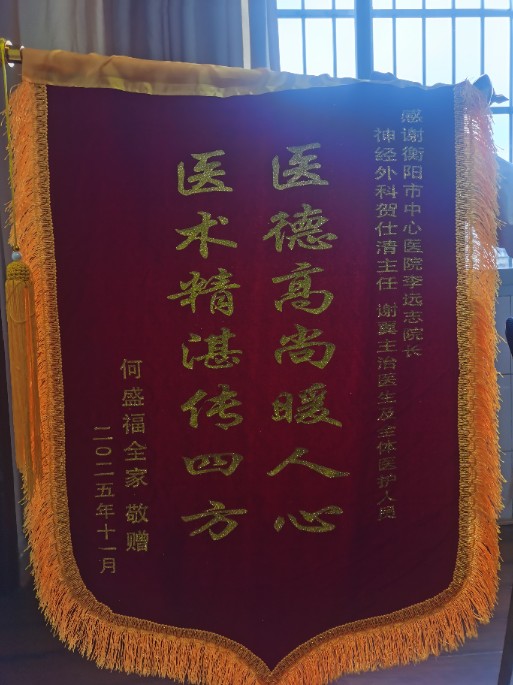 感谢衡阳市中心医院李远志院长
神经外科贺仕清主任 谢冀主治医生及全体医护人员
医德高尚暖人心
医术精湛传四方
何盛福全家 敬赠
二〇二五年十一月